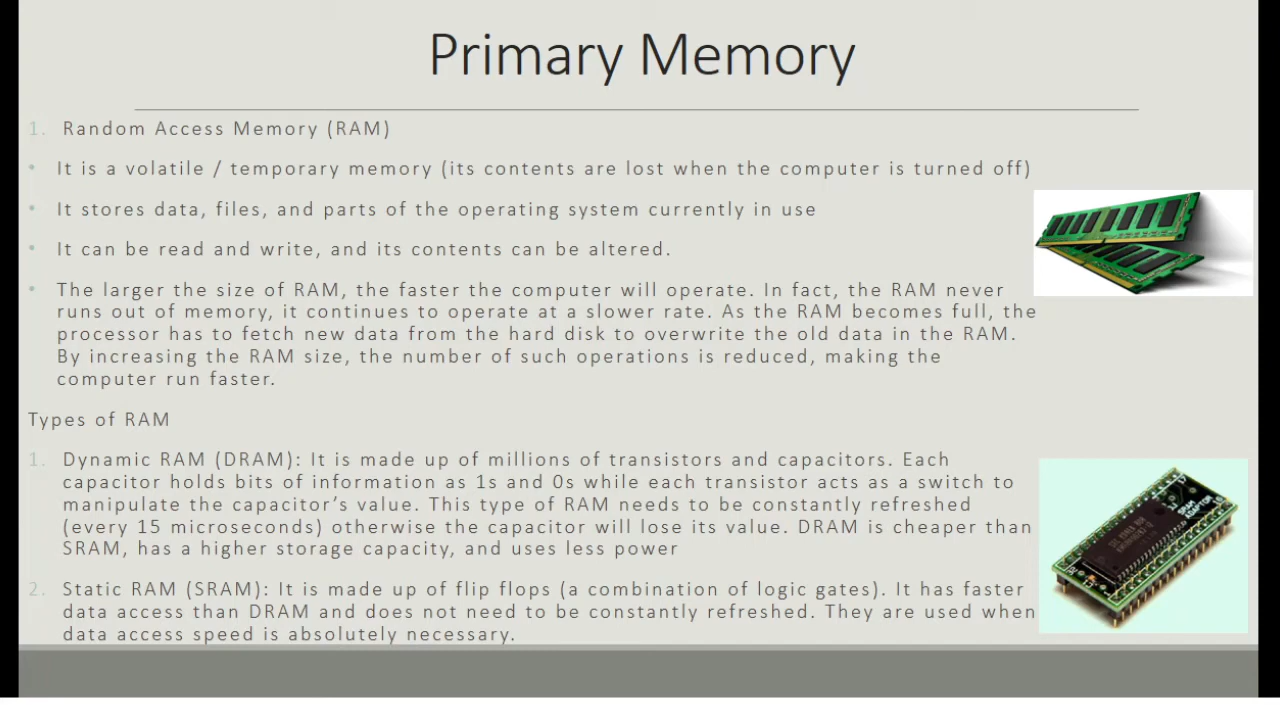 Primary Memory
1. Random Access Memory (RAM)
• It is a volatile / temporary memory (its contents are lost when the computer is turned off)
• It stores data, files, and parts of the operating system currently in use
• It can be read and write, and its contents can be altered.
• The larger the size of RAM, the faster the computer will operate. In fact, the RAM never
runs out of memory, it continues to operate at a slower rate. As the RAM becomes full, the
processor has to fetch new data from the hard disk to overwrite the old data in the RAM.
By increasing the RAM size, the number of such operations is reduced, making the
computer run faster.
Types of RAM
1. Dynamic RAM (DRAM): It is made up of millions of transistors and capacitors. Each
capacitor holds bits of information as 1s and 0s while each transistor acts as a switch to
manipulate the capacitor’s value. This type of RAM needs to be constantly refreshed
(every 15 microseconds) otherwise the capacitor will lose its value. DRAM is cheaper than
SRAM, has a higher storage capacity, and uses less power
2. Static RAM (SRAM): It is made up of flip flops (a combination of logic gates). It has faster
data access than DRAM and does not need to be constantly refreshed. They are used when
data access speed is absolutely necessary.